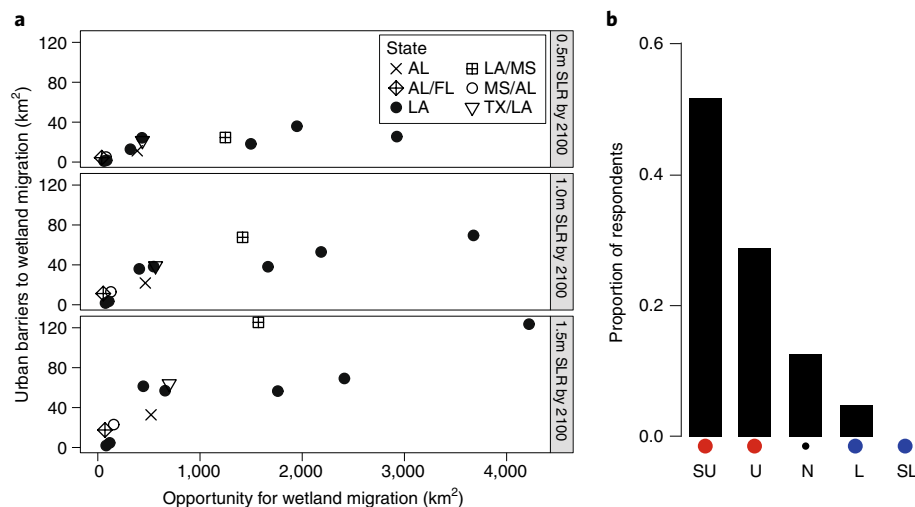 a
Urban barriers to wetland migration (km²)
120
80
40
0
State
AL
AL/FL
LA
LA/MS
MS/AL
TX/LA
0.5m SLR by 2100
120
80
40
0
1.0m SLR by 2100
120
80
40
0
1.5m SLR by 2100
0
1,000
2,000
3,000
4,000
Opportunity for wetland migration (km²)
b
Proportion of respondents
0.6
0.4
0.2
0.0
SU
U
N
L
SL